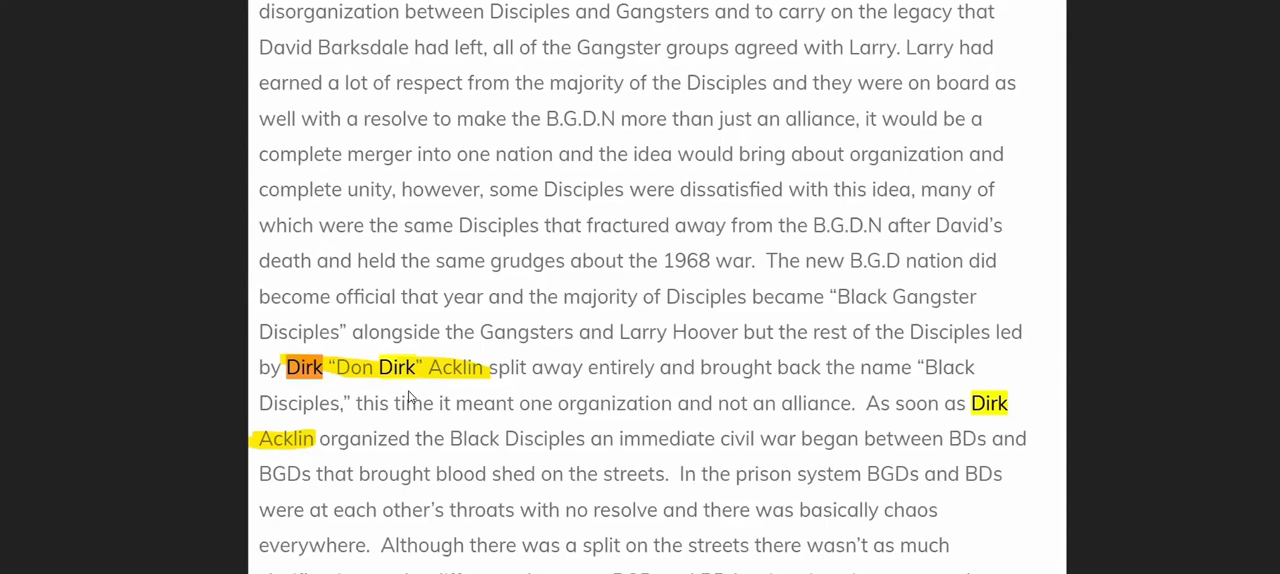 disorganization between Disciples and Gangsters and to carry on the legacy that
David Barksdale had left, all of the Gangster groups agreed with Larry. Larry had
earned a lot of respect from the majority of the Disciples and they were on board as
well with a resolve to make the B.G.D.N more than just an alliance, it would be a
complete merger into one nation and the idea would bring about organization and
complete unity, however, some Disciples were dissatisfied with this idea, many of
which were the same Disciples that fractured away from the B.G.D.N after David’s
death and held the same grudges about the 1968 war.  The new B.G.D nation did
become official that year and the majority of Disciples became “Black Gangster
Disciples” alongside the Gangsters and Larry Hoover but the rest of the Disciples led
by Dirk “Don Dirk” Acklin split away entirely and brought back the name “Black
Disciples,” this time it meant one organization and not an alliance.  As soon as Dirk
Acklin organized the Black Disciples an immediate civil war began between BDs and
BGDs that brought blood shed on the streets.  In the prison system BGDs and BDs
were at each other’s throats with no resolve and there was basically chaos
everywhere.  Although there was a split on the streets there wasn’t as much